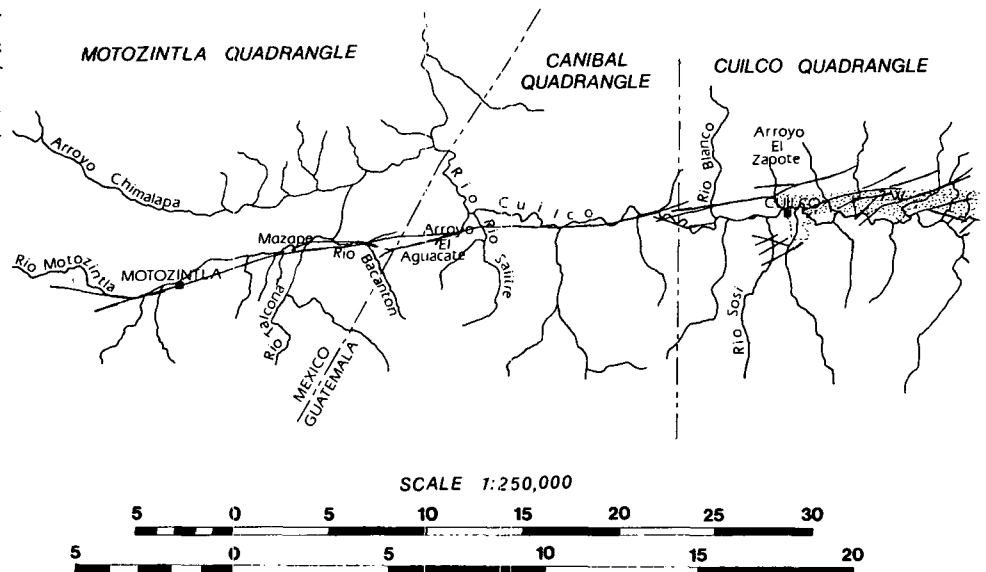 MOTOZINTLA QUADRANGLE
CANIBAL
QUADRANGLE
CUILCO QUADRANGLE
Arroyo Chimalapa
Rio
Rio Blanco
Arroyo
El
Zapote
Cuilco
CUILCO
Mazapa
Rio
Arroyo
El
Aguacate
Rio Motozintla
MOTOZINTLA
Bacanton
Rio Salitre
Rio Talcona
Rio Sosi
MEXICO
GUATEMALA
SCALE 1:250,000
5 0 5 10 15 20 25 30
5 0 5 10 15 20